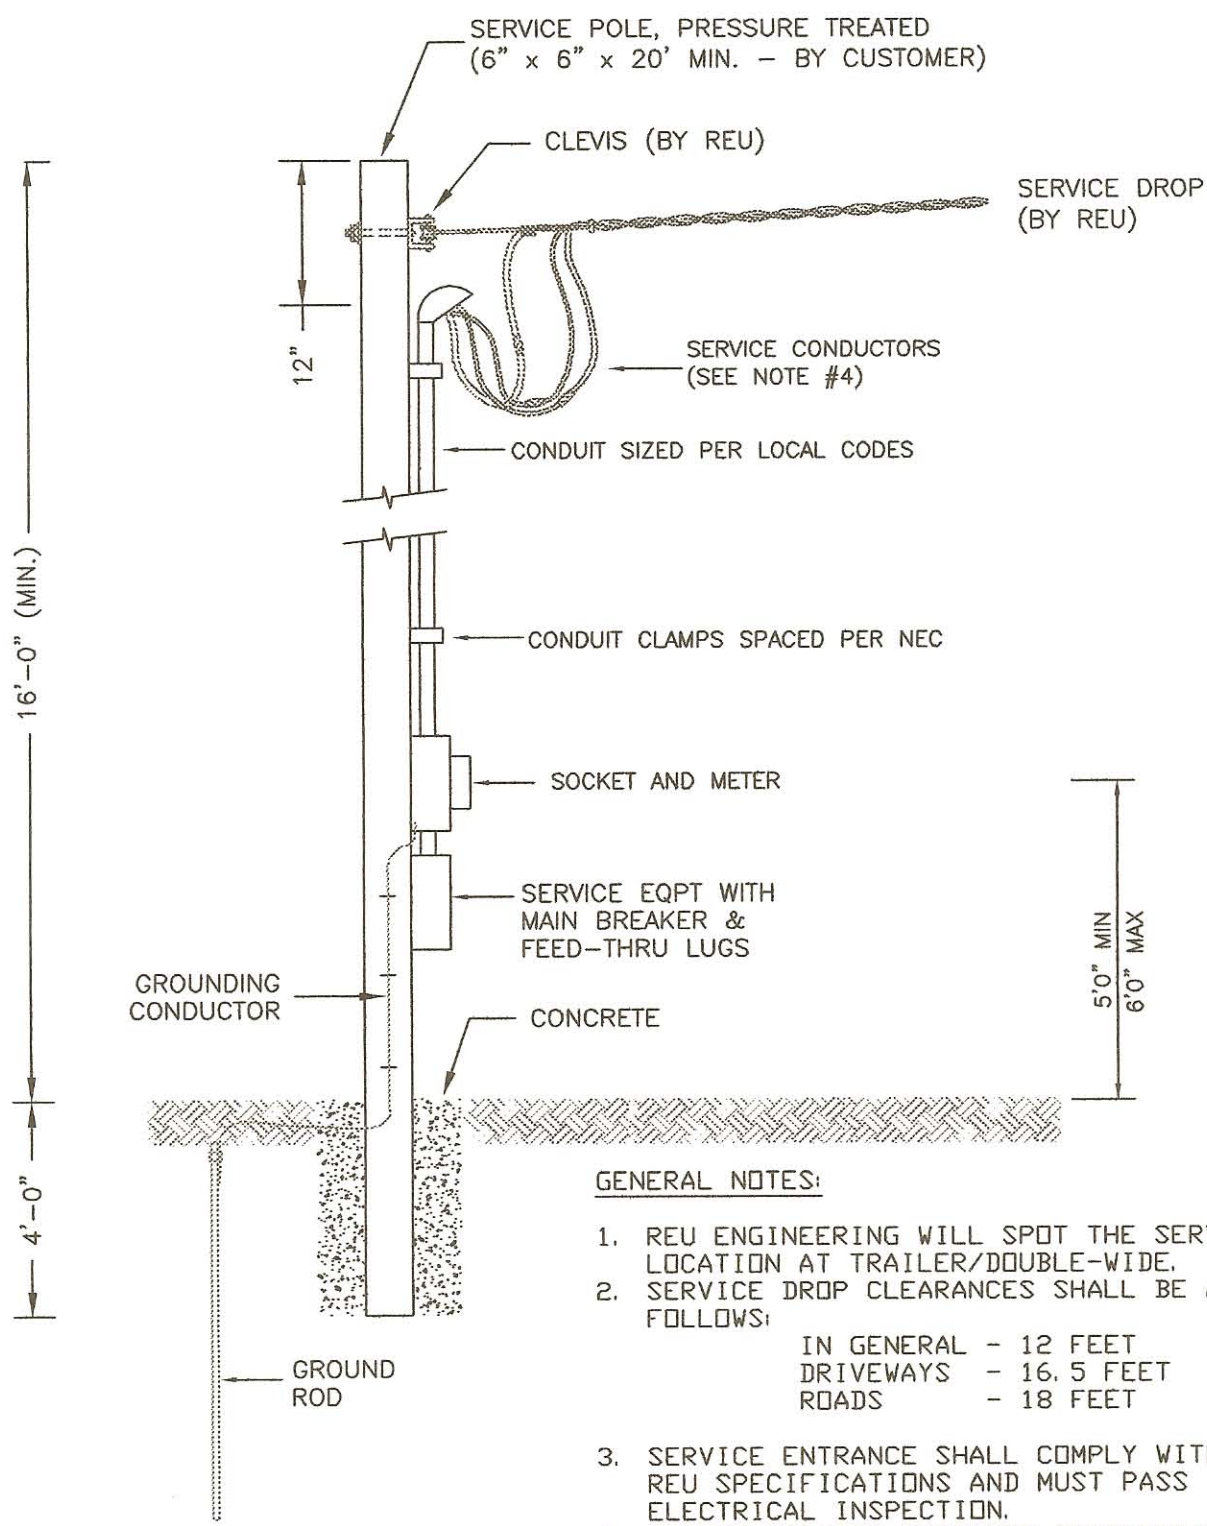 SERVICE POLE, PRESSURE TREATED
(6" x 6" x 20' MIN. - BY CUSTOMER)
CLEVIS (BY REU)
SERVICE DROP
(BY REU)
12"
SERVICE CONDUCTORS
(SEE NOTE #4)
CONDUIT SIZED PER LOCAL CODES
16'-0" (MIN.)
CONDUIT CLAMPS SPACED PER NEC
SOCKET AND METER
SERVICE EQPT WITH
MAIN BREAKER &
FEED-THRU LUGS
5'0" MIN
6'0" MAX
GROUNDING
CONDUCTOR
CONCRETE
4'-0"
GROUND
ROD
GENERAL NOTES:
1. REU ENGINEERING WILL SPOT THE
LOCATION AT TRAILER/DOUBLE-WIDE.
2. SERVICE DROP CLEARANCES SHALL BE
FOLLOWS:
IN GENERAL - 12 FEET
DRIVEWAYS - 16.5 FEET
ROADS - 18 FEET
3. SERVICE ENTRANCE SHALL COMPLY
REU SPECIFICATIONS AND MUST PASS
ELECTRICAL INSPECTION.